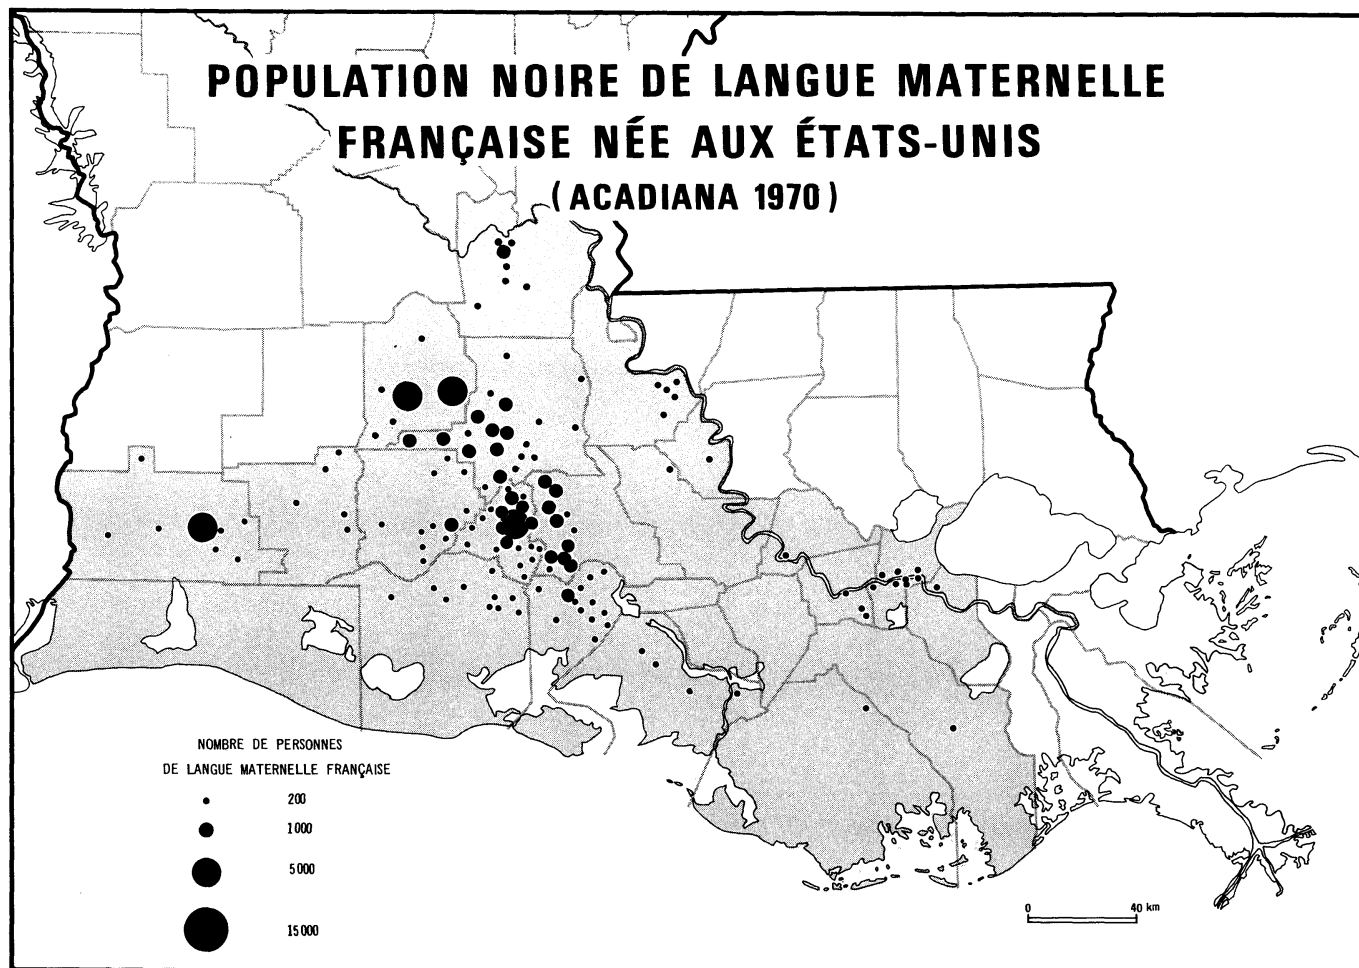 POPULATION NOIRE DE LANGUE MATERNELLE
FRANÇAISE NÉE AUX ÉTATS-UNIS
(ACADIANA 1970)
NOMBRE DE PERSONNES
DE LANGUE MATERNELLE FRANÇAISE
200
1000
5000
15000
0 40 km